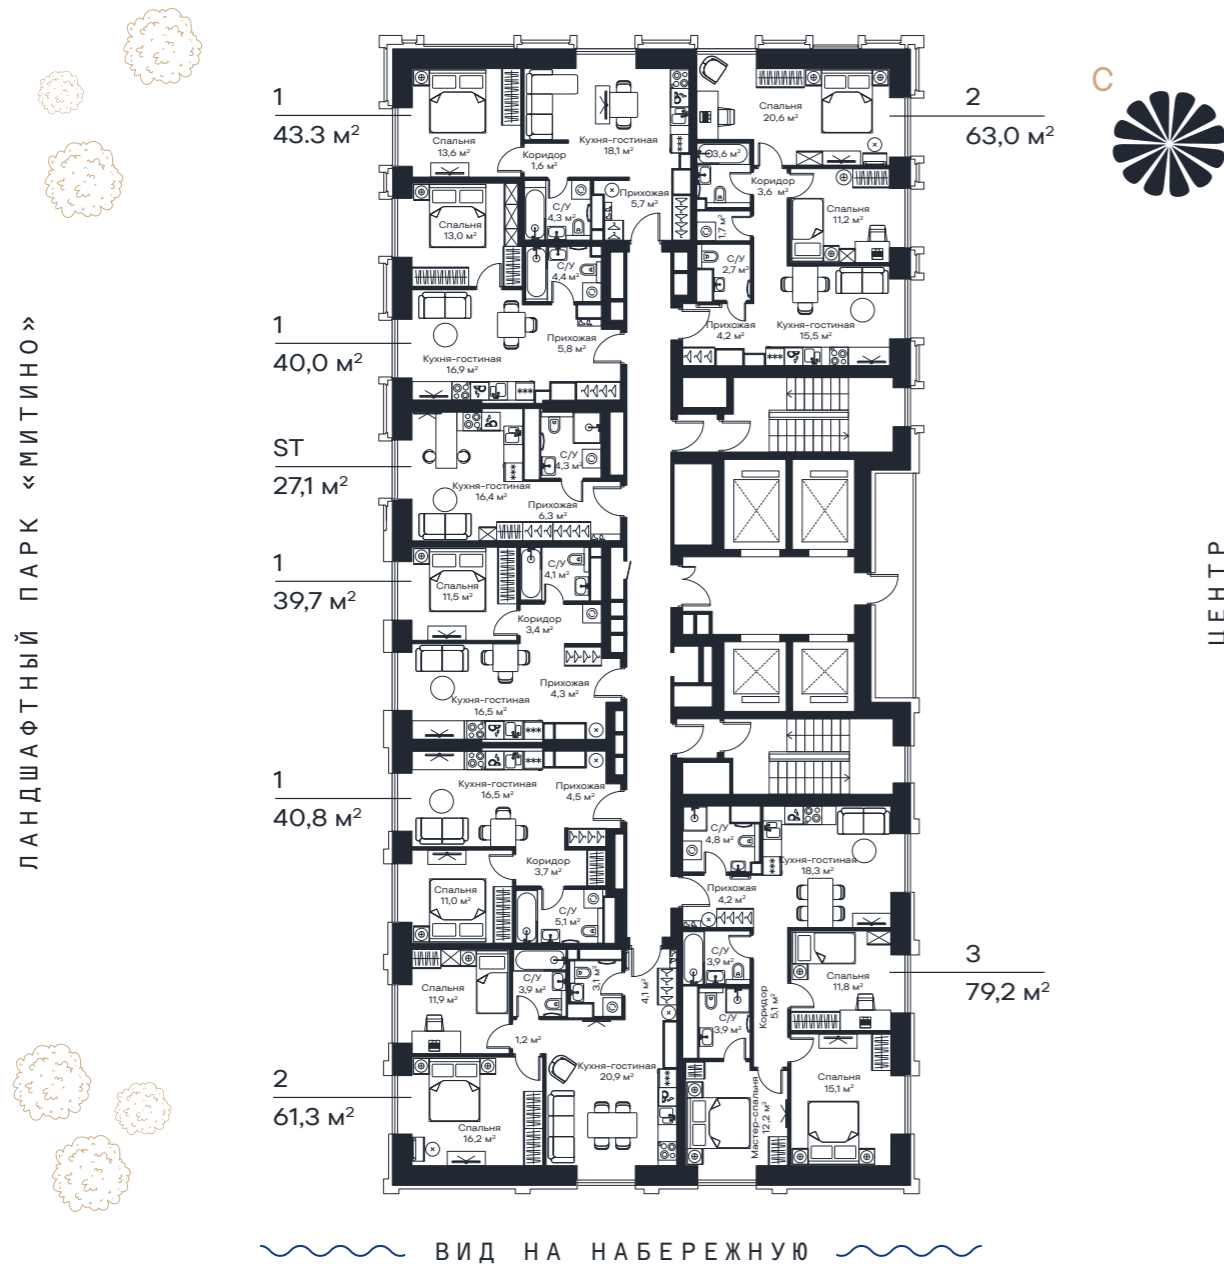 1
43.3 м²
Спальня
13,6 м²
Коридор
1,6 м²
Кухня-гостиная
18,1 м²
С/У
4,3 м²
Прихожая
5,7 м²
2
63,0 м²
С
Спальня
20,6 м²
3,6 м²
Коридор
3,6 м²
1,7 м²
Спальня
11,2 м²
С/У
2,7 м²
Прихожая
4,2 м²
Кухня-гостиная
15,5 м²
1
40,0 м²
Спальня
13,0 м²
С/У
4,4 м²
Прихожая
5,8 м²
Кухня-гостиная
16,9 м²
ST
27,1 м²
С/У
4,3 м²
Кухня-гостиная
16,4 м²
Прихожая
6,3 м²
1
39,7 м²
Спальня
11,5 м²
С/У
4,1 м²
Коридор
3,4 м²
Прихожая
4,3 м²
Кухня-гостиная
16,5 м²
1
40,8 м²
Кухня-гостиная
16,5 м²
Прихожая
4,5 м²
Коридор
3,7 м²
Спальня
11,0 м²
С/У
5,1 м²
2
61,3 м²
Спальня
11,9 м²
С/У
3,9 м²
3,1 м²
4,1 м²
1,2 м²
Кухня-гостиная
20,9 м²
Спальня
16,2 м²
3
79,2 м²
С/У
4,8 м²
Кухня-гостиная
18,3 м²
Прихожая
4,2 м²
С/У
3,9 м²
Спальня
11,8 м²
С/У
3,9 м²
Коридор
5,1 м²
Мастер-спальня
12,2 м²
Спальня
15,1 м²
ЛАНДШАФТНЫЙ ПАРК «МИТИНО»
ЦЕНТР
ВИД НА НАБЕРЕЖНУЮ